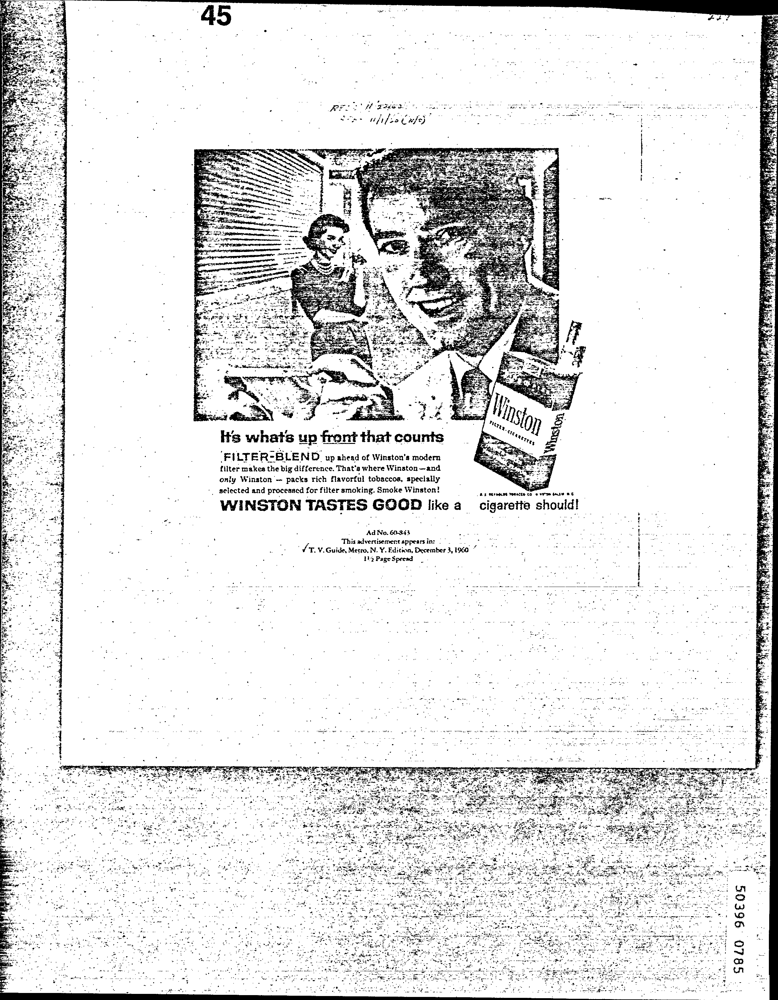 45
It's what's up front that counts
FILTER-BLEND up ahead of Winston's modern
filter makes the big difference. That's where Winston—and
only Winston — packs rich flavorful tobaccos, specially
selected and processed for filter smoking. Smoke Winston!
WINSTON TASTES GOOD like a cigarette should!
Winston
FILTER-CIGARETTES
Winston
R. J. REYNOLDS TOBACCO CO.
Ad No. 60-843
This advertisement appears in:
✓ T. V. Guide, Metro, N. Y. Edition, December 3, 1960
1½ Page Spread
50396 0785